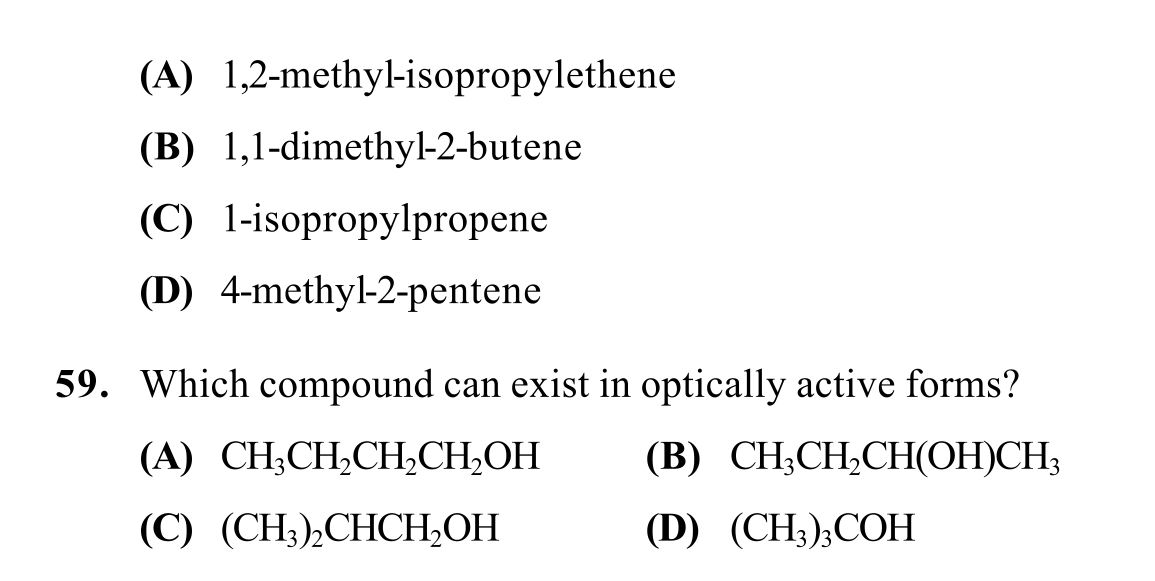 (A) 1,2-methyl-isopropylethene
(B) 1,1-dimethyl-2-butene
(C) 1-isopropylpropene
(D) 4-methyl-2-pentene
59. Which compound can exist in optically active forms?
(A) CH₃CH₂CH₂CH₂OH (B) CH₃CH₂CH(OH)CH₃
(C) (CH₃)₂CHCH₂OH (D) (CH₃)₃COH